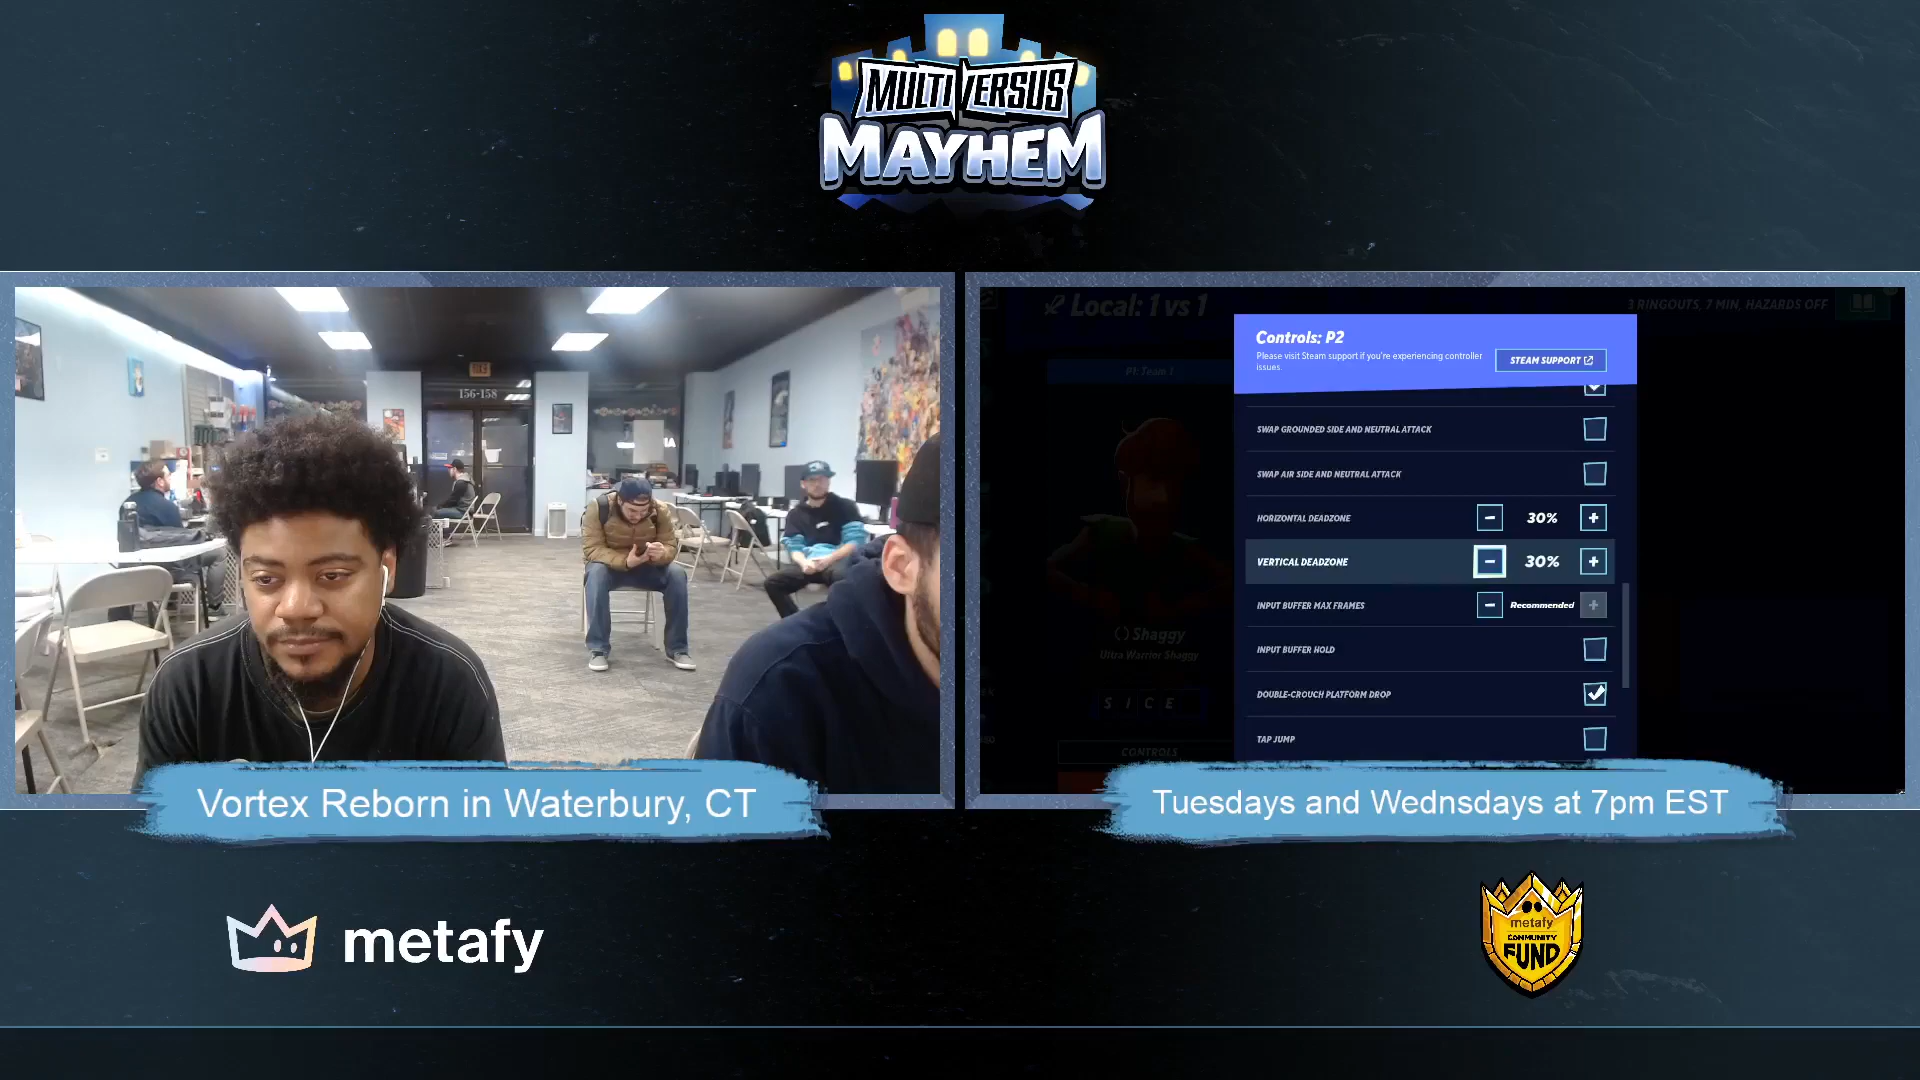 MULTIVERSUS
MAYHEM
156-158
Local: 1 vs 1
3 RINGOUTS, 7 MIN, HAZARDS OFF
P1: Team 1
Controls: P2
Please visit Steam support if you're experiencing controller
issues.
STEAM SUPPORT
SWAP GROUNDED SIDE AND NEUTRAL ATTACK
SWAP AIR SIDE AND NEUTRAL ATTACK
HORIZONTAL DEADZONE
30%
VERTICAL DEADZONE
30%
INPUT BUFFER MAX FRAMES
Recommended
INPUT BUFFER HOLD
DOUBLE-CROUCH PLATFORM DROP
TAP JUMP
Shaggy
Ultra Warrior Shaggy
SICE
CONTROLS
Vortex Reborn in Waterbury, CT
Tuesdays and Wednsdays at 7pm EST
metafy
metafy
COMMUNITY
FUND